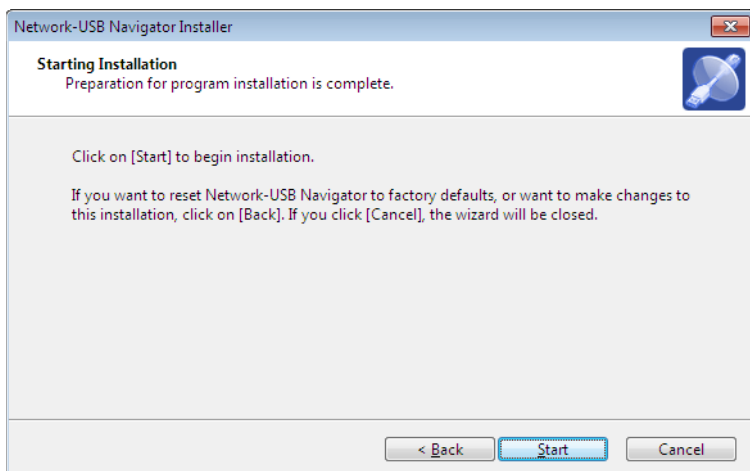 Network-USB Navigator Installer
Starting Installation
Preparation for program installation is complete.
Click on [Start] to begin installation.
If you want to reset Network-USB Navigator to factory defaults, or want to make changes to
this installation, click on [Back]. If you click [Cancel], the wizard will be closed.
< Back Start Cancel